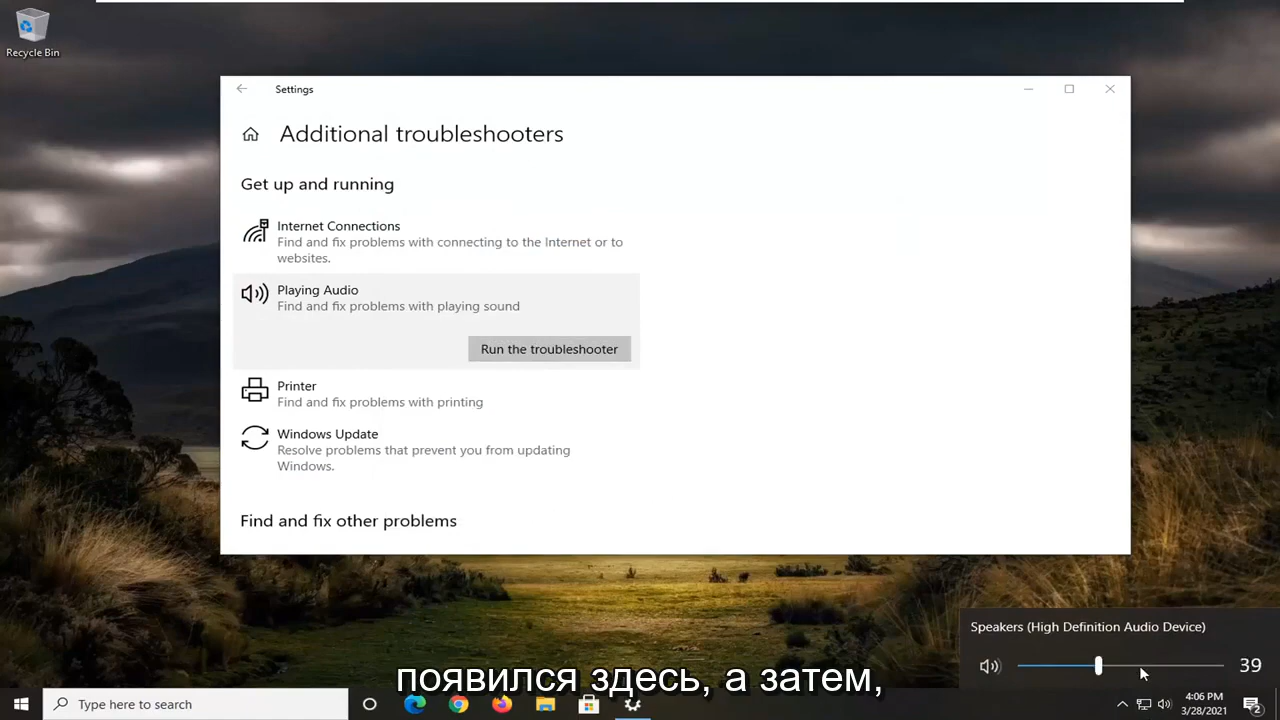 Recycle Bin
Settings
Additional troubleshooters
Get up and running
Internet Connections
Find and fix problems with connecting to the Internet or to
websites.
Playing Audio
Find and fix problems with playing sound
Run the troubleshooter
Printer
Find and fix problems with printing
Windows Update
Resolve problems that prevent you from updating
Windows.
Find and fix other problems
Speakers (High Definition Audio Device)
39
появился здесь, а затем,
Type here to search
4:06 PM
3/28/2021
2